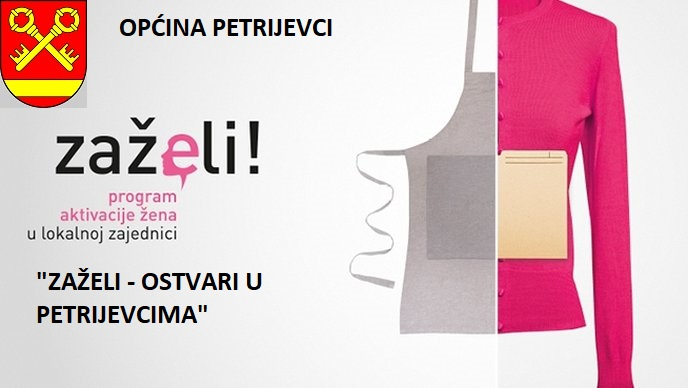 OPĆINA PETRIJEVCI
zaželi!
program
aktivacije žena
u lokalnoj zajednici
"ZAŽELI - OSTVARI U
PETRIJEVCIMA"